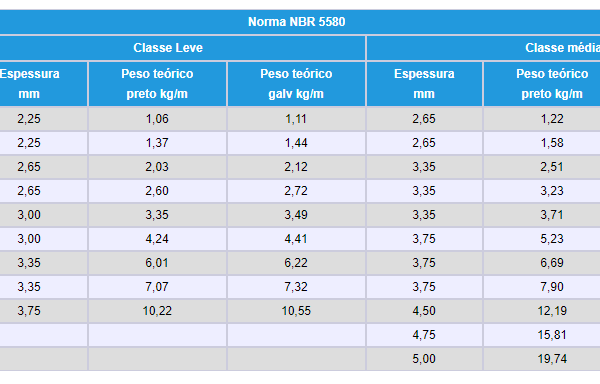 Norma NBR 5580
Classe Leve Classe média
Espessura mm Peso teórico preto kg/m Peso teórico galv kg/m Espessura mm Peso teórico preto kg/m
2,25 1,06 1,11 2,65 1,22
2,25 1,37 1,44 2,65 1,58
2,65 2,03 2,12 3,35 2,51
2,65 2,60 2,72 3,35 3,23
3,00 3,35 3,49 3,35 3,71
3,00 4,24 4,41 3,75 5,23
3,35 6,01 6,22 3,75 6,69
3,35 7,07 7,32 3,75 7,90
3,75 10,22 10,55 4,50 12,19
4,75 15,81
5,00 19,74